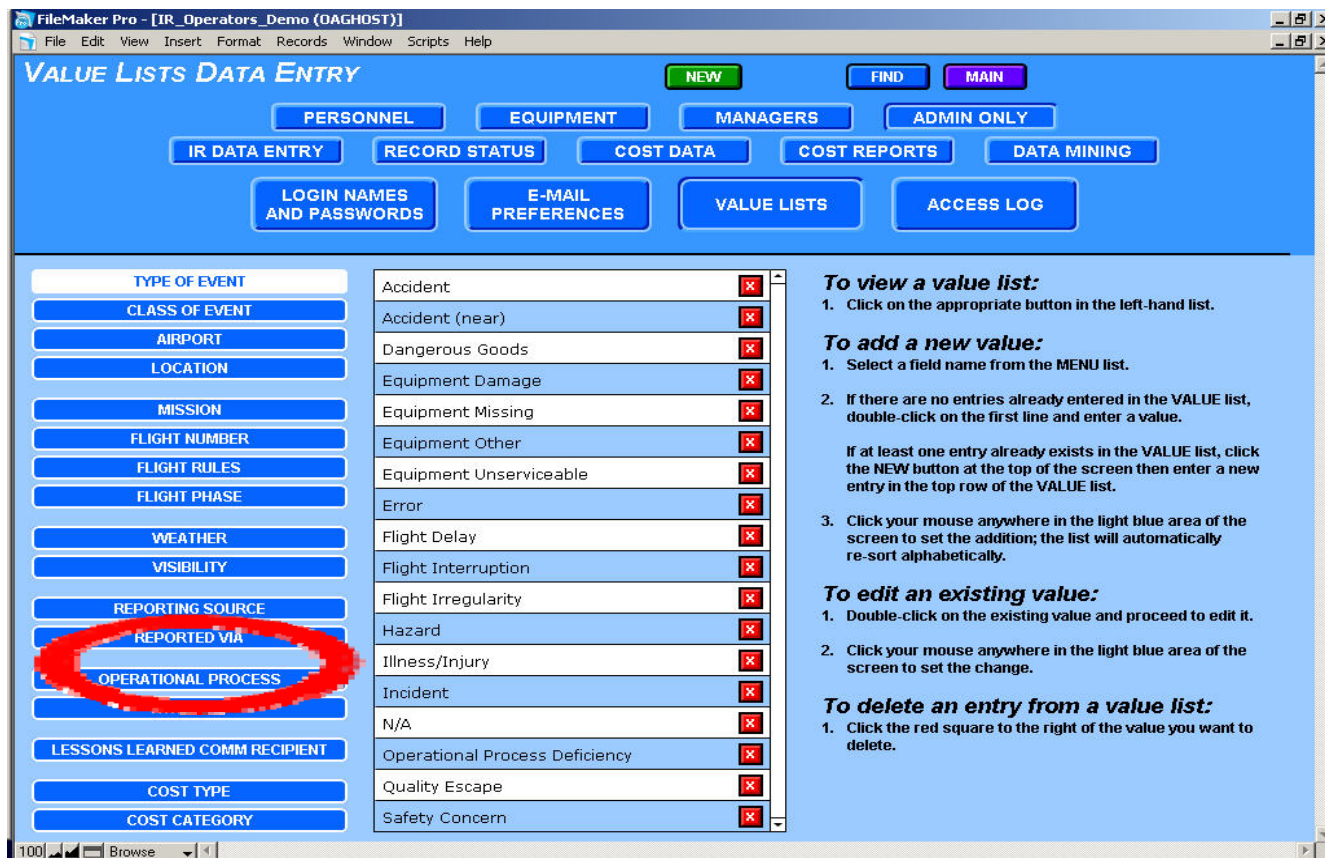 FileMaker Pro - [IR_Operators_Demo (OAGHOST)]
File Edit View Insert Format Records Window Scripts Help
VALUE LISTS DATA ENTRY
NEW FIND MAIN
PERSONNEL EQUIPMENT MANAGERS ADMIN ONLY
IR DATA ENTRY RECORD STATUS COST DATA COST REPORTS DATA MINING
LOGIN NAMES
AND PASSWORDS
E-MAIL
PREFERENCES
VALUE LISTS
ACCESS LOG
TYPE OF EVENT
CLASS OF EVENT
AIRPORT
LOCATION
MISSION
FLIGHT NUMBER
FLIGHT RULES
FLIGHT PHASE
WEATHER
VISIBILITY
REPORTING SOURCE
REPORTED VIA
OPERATIONAL PROCESS
LESSONS LEARNED COMM RECIPIENT
COST TYPE
COST CATEGORY
Accident
Accident (near)
Dangerous Goods
Equipment Damage
Equipment Missing
Equipment Other
Equipment Unserviceable
Error
Flight Delay
Flight Interruption
Flight Irregularity
Hazard
Illness/Injury
Incident
N/A
Operational Process Deficiency
Quality Escape
Safety Concern
To view a value list:
1. Click on the appropriate button in the left-hand list.
To add a new value:
1. Select a field name from the MENU list.
2. If there are no entries already entered in the VALUE list,
double-click on the first line and enter a value.
If at least one entry already exists in the VALUE list, click
the NEW button at the top of the screen then enter a new
entry in the top row of the VALUE list.
3. Click your mouse anywhere in the light blue area of the
screen to set the addition; the list will automatically
re-sort alphabetically.
To edit an existing value:
1. Double-click on the existing value and proceed to edit it.
2. Click your mouse anywhere in the light blue area of the
screen to set the change.
To delete an entry from a value list:
1. Click the red square to the right of the value you want to
delete.
100 Browse